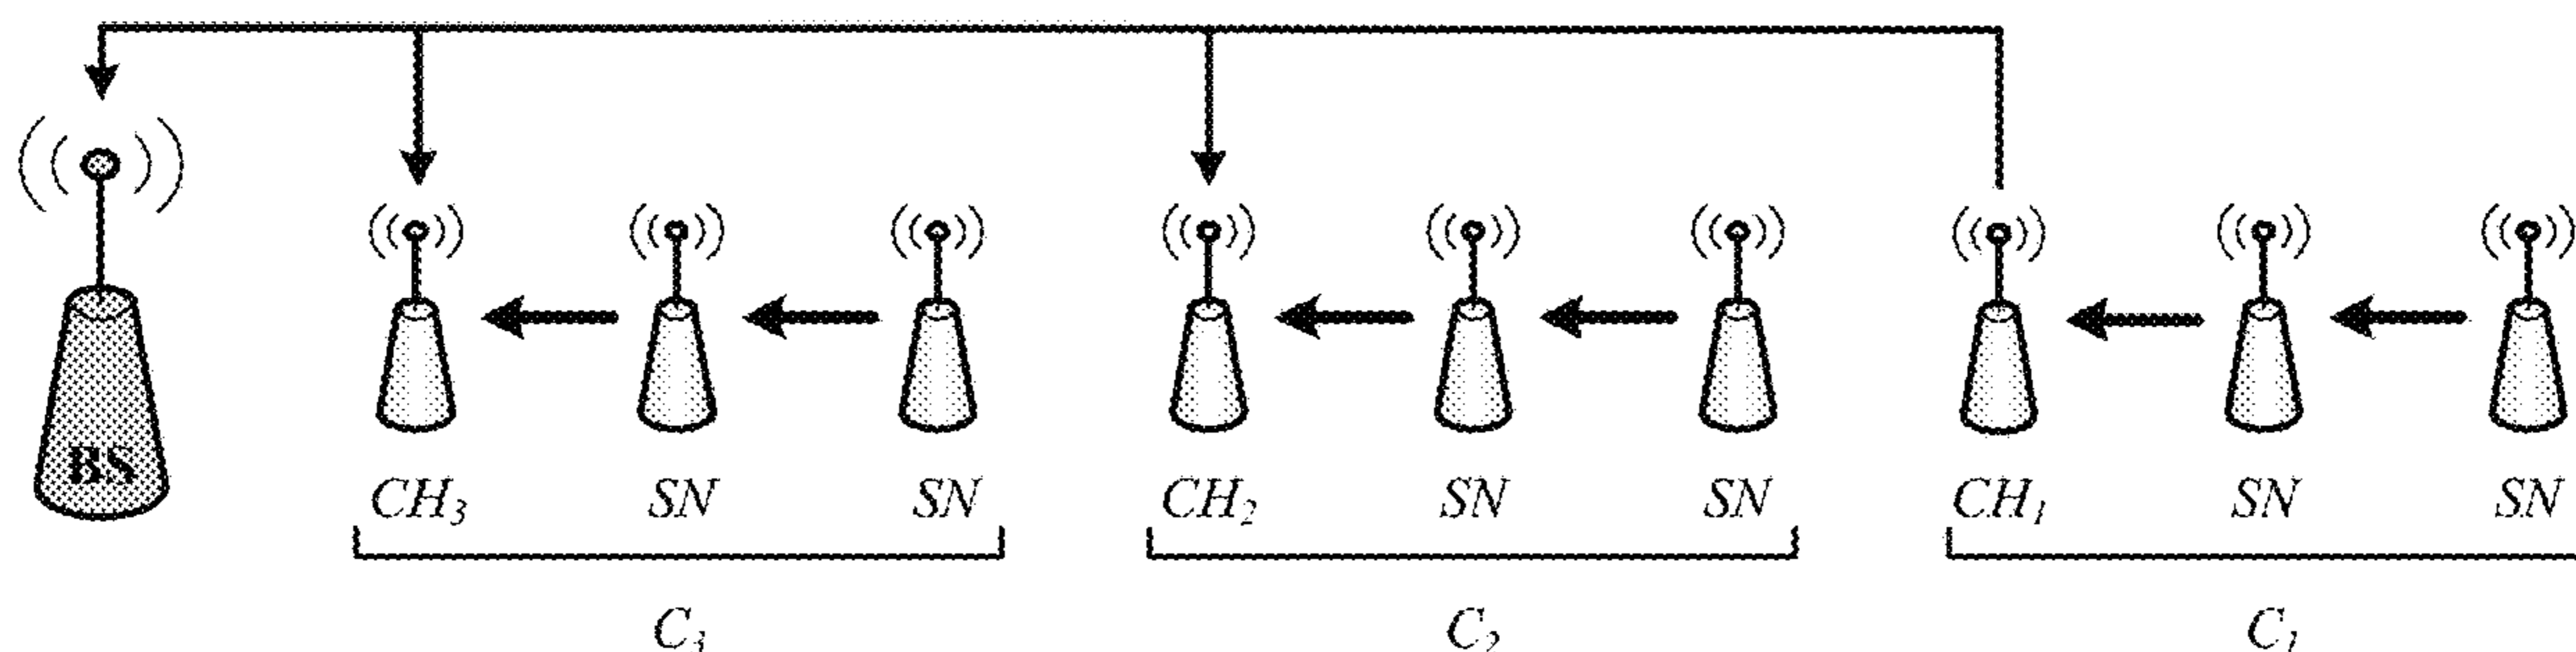 BS
CH₃ SN SN CH₂ SN SN CH₁ SN SN
C₃ C₂ C₁